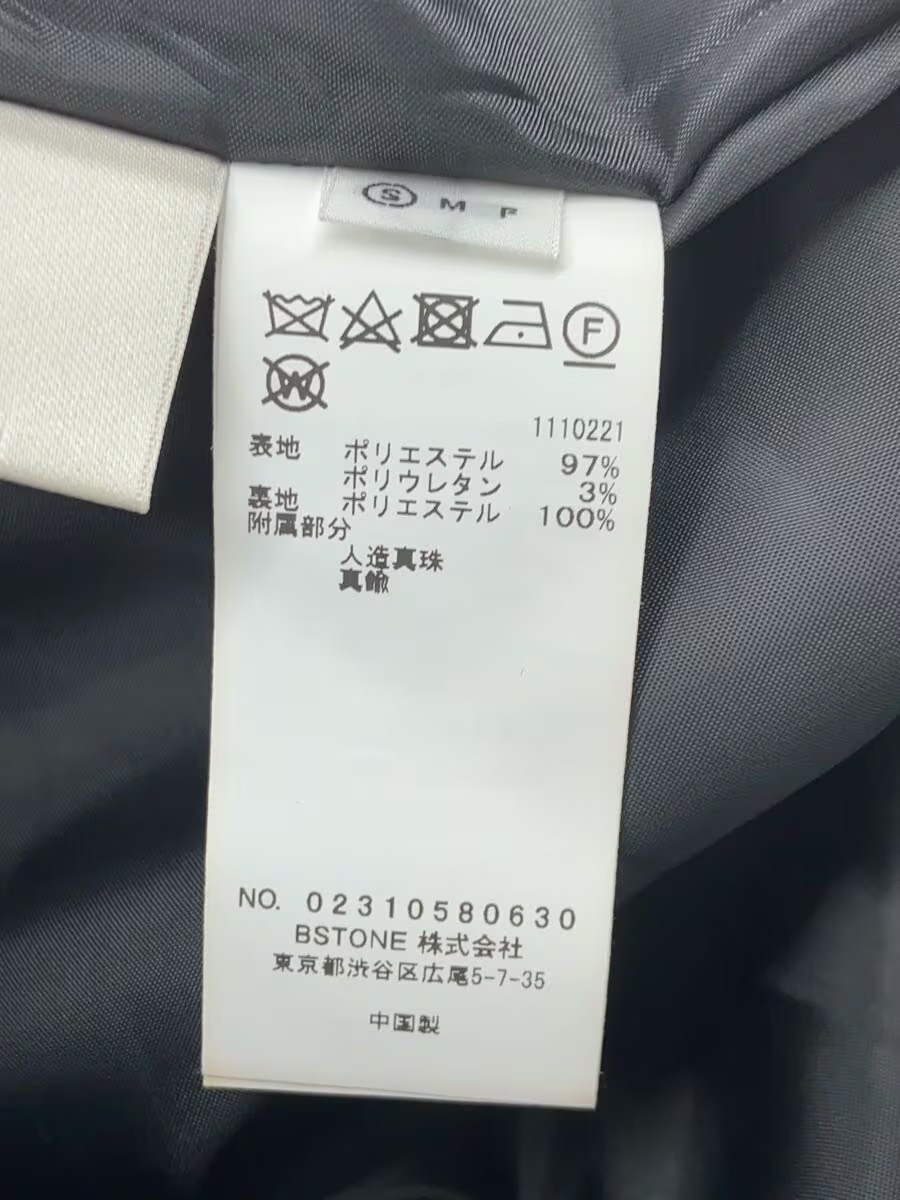 S M F
F
W
1110221
表地 ポリエステル 97%
ポリウレタン 3%
裏地 ポリエステル 100%
附属部分
人造真珠
真鍮
NO. 02310580630
BSTONE 株式会社
東京都渋谷区広尾5-7-35
中国製